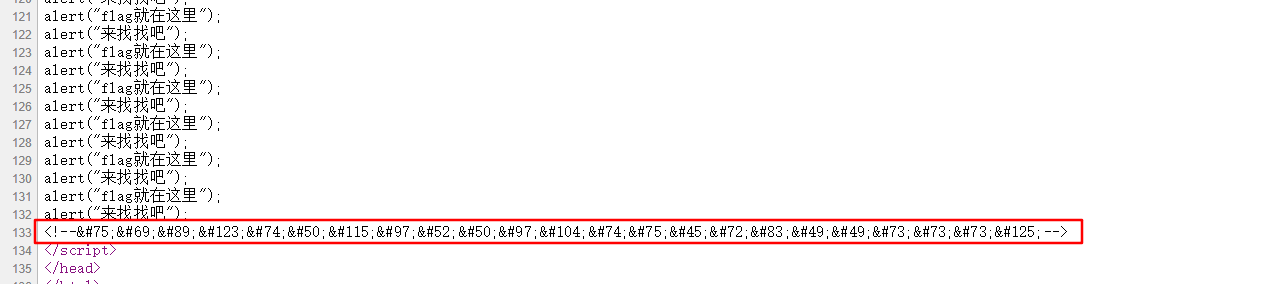 121 alert("flag就在这里");
122 alert("来找找吧");
123 alert("flag就在这里");
124 alert("来找找吧");
125 alert("flag就在这里");
126 alert("来找找吧");
127 alert("flag就在这里");
128 alert("来找找吧");
129 alert("flag就在这里");
130 alert("来找找吧");
131 alert("flag就在这里");
132 alert("来找找吧");
133 <!--&#75;&#69;&#89;&#123;&#74;&#50;&#115;&#97;&#52;&#50;&#97;&#104;&#74;&#75;&#45;&#72;&#83;&#49;&#49;&#73;&#73;&#73;&#125;-->
134 </script>
135 </head>